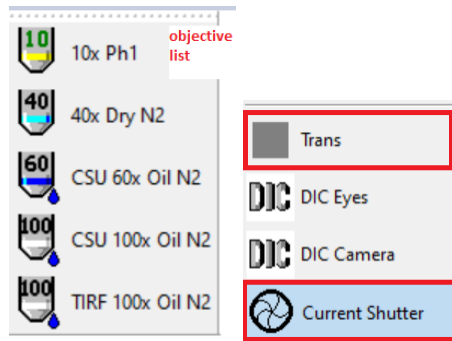 10
10x Ph1
objective
list
40
40x Dry N2
60
CSU 60x Oil N2
100
CSU 100x Oil N2
100
TIRF 100x Oil N2
Trans
DIC
DIC Eyes
DIC
DIC Camera
Current Shutter